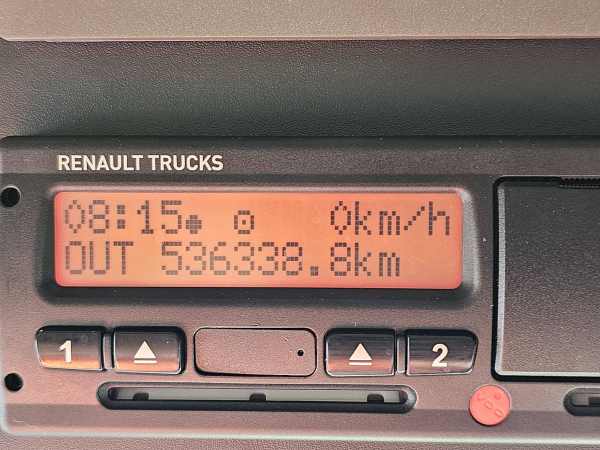 RENAULT TRUCKS
08:15 0km/h
OUT 536338.8km
1 2